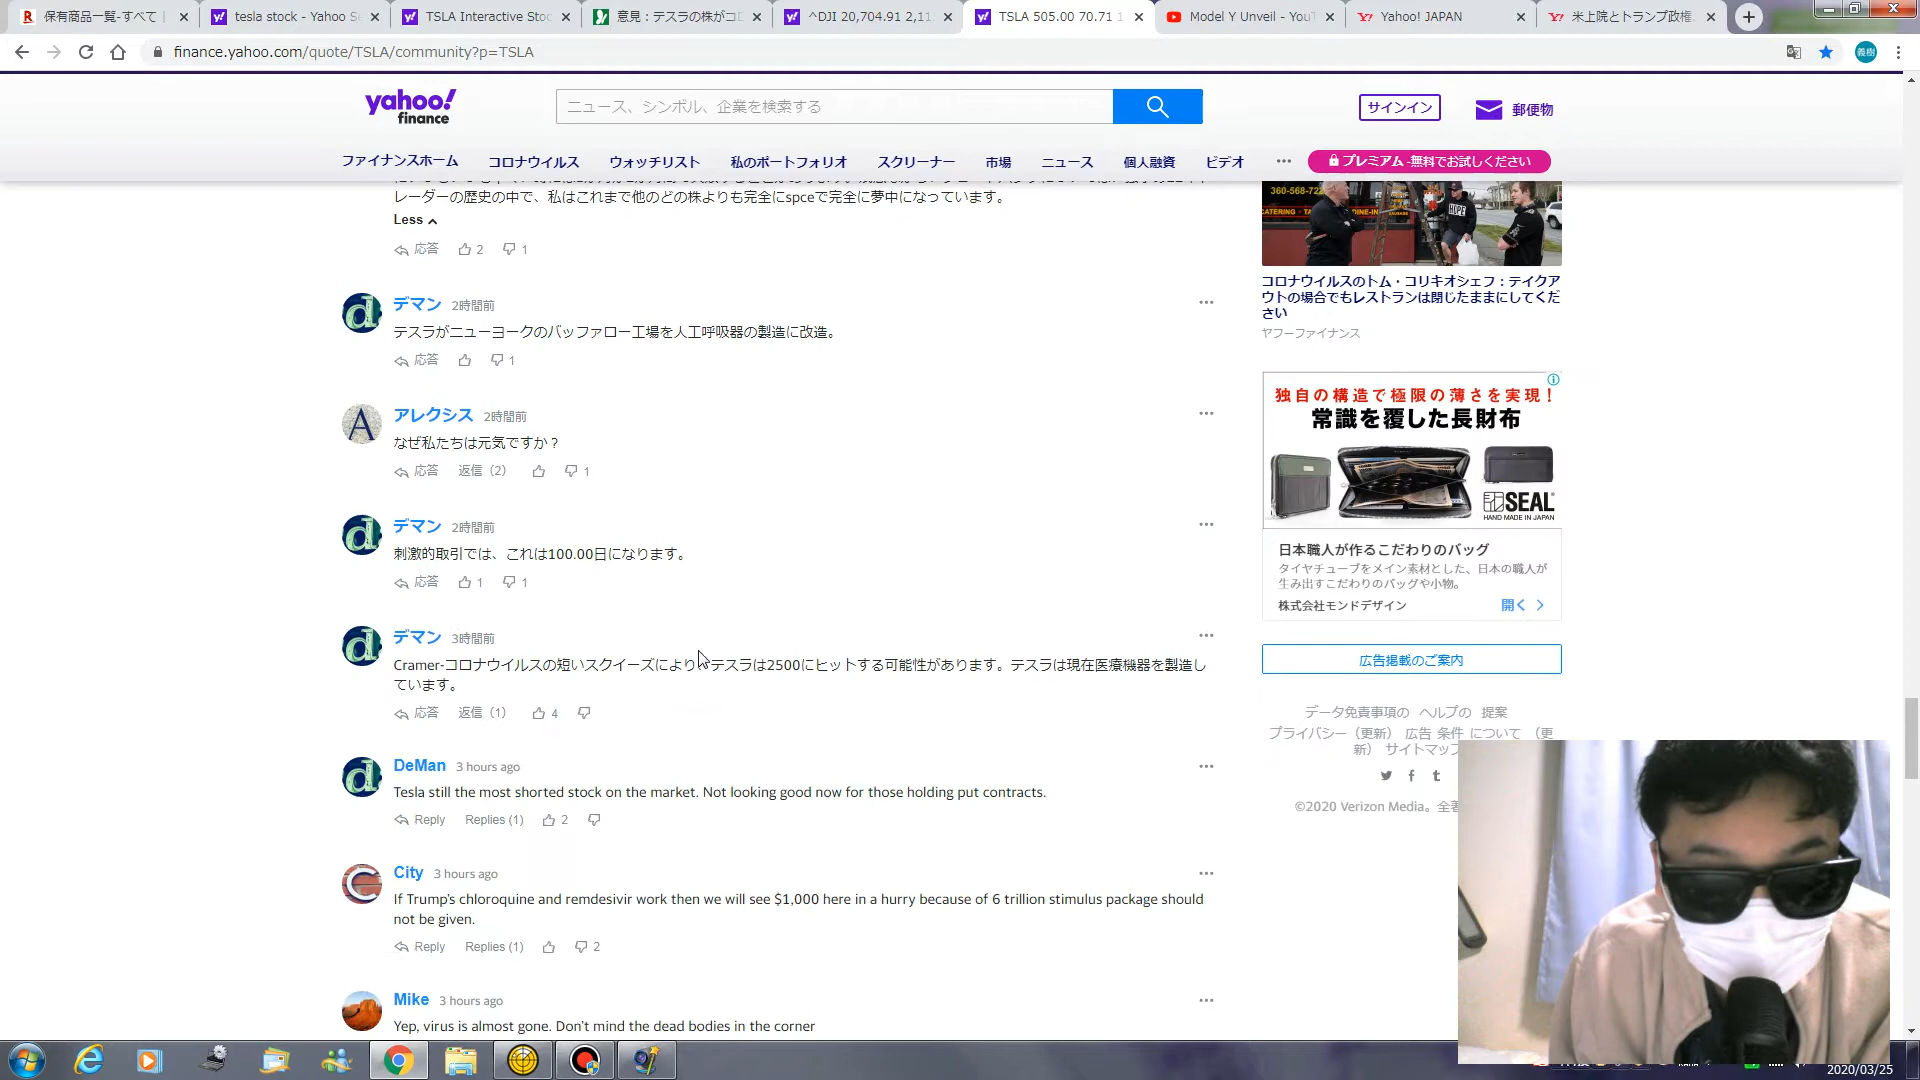 保有商品一覧-すべて
tesla stock - Yahoo S
TSLA Interactive Stoc
意見：テスラの株がコロ
^DJI 20,704.91 2,11
TSLA 505.00 70.71 1
Model Y Unveil - YouT
Yahoo! JAPAN
米上院とトランプ政権
finance.yahoo.com/quote/TSLA/community?p=TSLA
義樹
yahoo!
finance
ニュース、シンボル、企業を検索する
サインイン
郵便物
ファイナンスホーム コロナウイルス ウォッチリスト 私のポートフォリオ スクリーナー 市場 ニュース 個人融資 ビデオ ··· プレミアム-無料でお試しください
レーダーの歴史の中で、私はこれまで他のどの株よりも完全にspceで完全に夢中になっています。
Less
応答 2 1
デマン 2時間前
テスラがニューヨークのバッファロー工場を人工呼吸器の製造に改造。
応答 1
アレクシス 2時間前
なぜ私たちは元気ですか？
応答 返信（2） 1
デマン 2時間前
刺激的取引では、これは100.00日になります。
応答 1 1
デマン 3時間前
Cramer-コロナウイルスの短いスクイーズにより、テスラは2500にヒットする可能性があります。テスラは現在医療機器を製造し
ています。
応答 返信（1） 4
DeMan 3 hours ago
Tesla still the most shorted stock on the market. Not looking good now for those holding put contracts.
Reply Replies (1) 2
City 3 hours ago
If Trump's chloroquine and remdesivir work then we will see $1,000 here in a hurry because of 6 trillion stimulus package should
not be given.
Reply Replies (1) 2
Mike 3 hours ago
Yep, virus is almost gone. Don't mind the dead bodies in the corner
360-568-722
CATERING
DINE-IN
HOPE
コロナウイルスのトム・コリキオシェフ：テイクア
ウトの場合でもレストランは閉じたままにしてくだ
さい
ヤフーファイナンス
独自の構造で極限の薄さを実現！
常識を覆した長財布
SEAL
HAND MADE IN JAPAN
日本職人が作るこだわりのバッグ
タイヤチューブをメイン素材とした、日本の職人が
生み出すこだわりのバッグや小物。
株式会社モンドデザイン 開く
広告掲載のご案内
データ免責事項の ヘルプの 提案
プライバシー（更新） 広告 条件 について （更
新） サイトマップ
©2020 Verizon Media。全著
2020/03/25